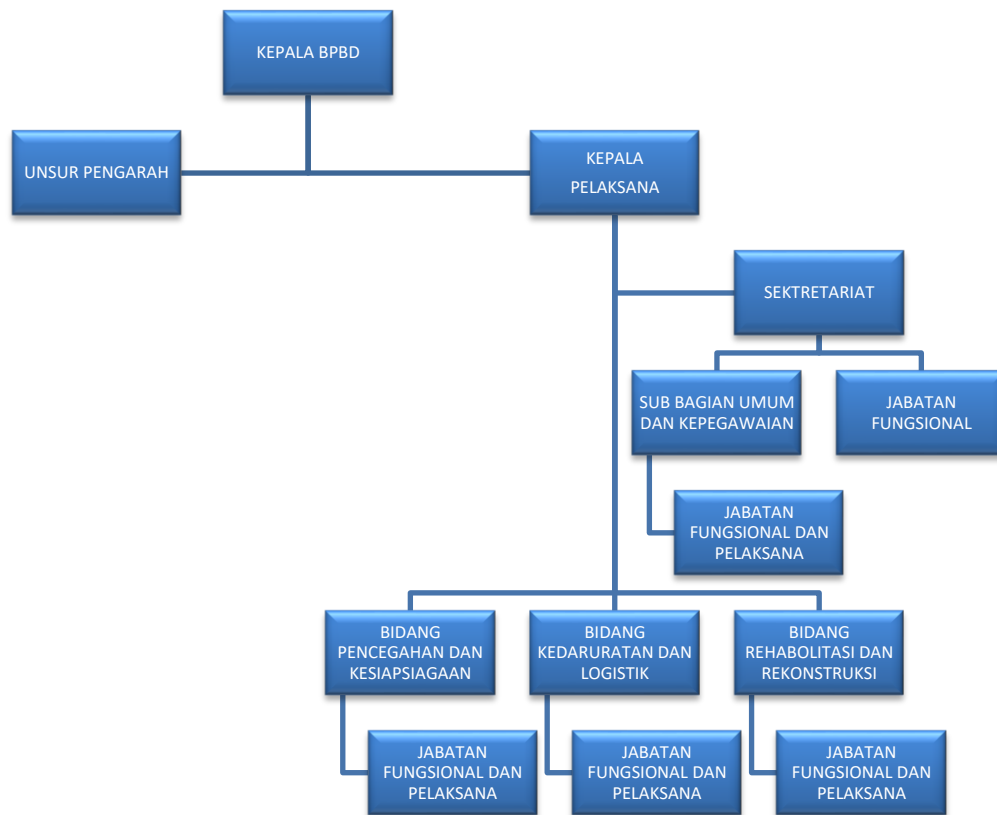 KEPALA BPBD
UNSUR PENGARAH
KEPALA
PELAKSANA
SEKTRETARIAT
SUB BAGIAN UMUM
DAN KEPEGAWAIAN
JABATAN
FUNGSIONAL
JABATAN
FUNGSIONAL DAN
PELAKSANA
BIDANG
PENCEGAHAN DAN
KESIAPSIAGAAN
BIDANG
KEDARURATAN DAN
LOGISTIK
BIDANG
REHABOLITASI DAN
REKONSTRUKSI
JABATAN
FUNGSIONAL DAN
PELAKSANA
JABATAN
FUNGSIONAL DAN
PELAKSANA
JABATAN
FUNGSIONAL DAN
PELAKSANA